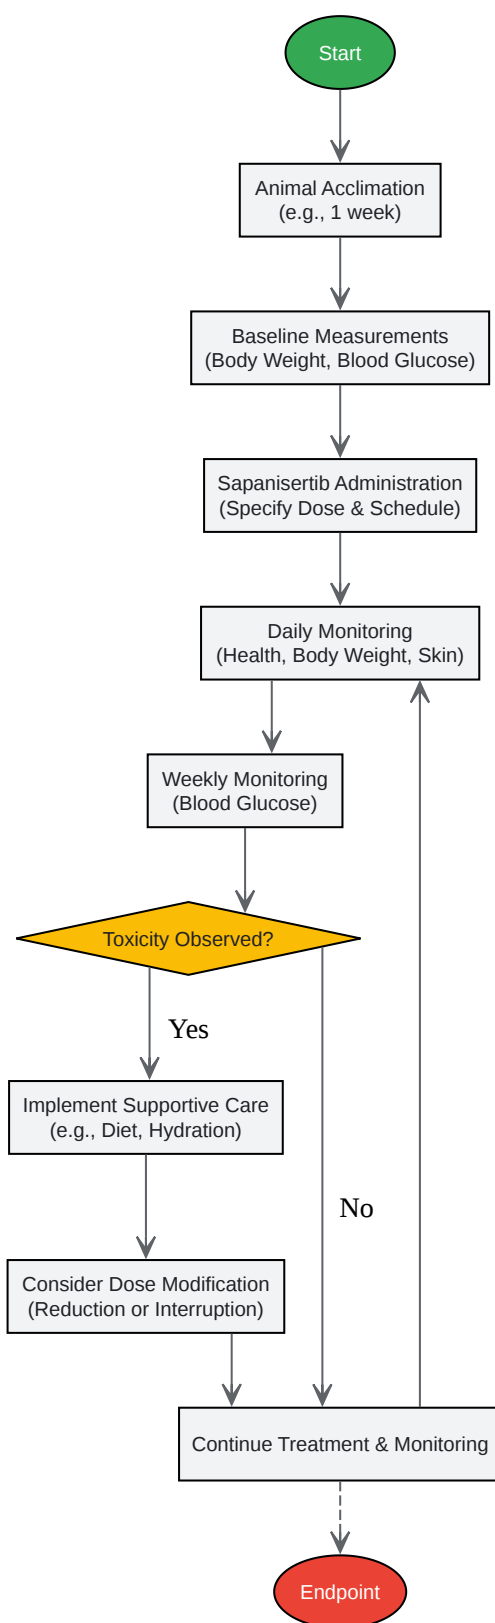 Start
Animal Acclimation
(e.g., 1 week)
Baseline Measurements
(Body Weight, Blood Glucose)
Sapanisertib Administration
(Specify Dose & Schedule)
Daily Monitoring
(Health, Body Weight, Skin)
Weekly Monitoring
(Blood Glucose)
Toxicity Observed?
Yes
Implement Supportive Care
(e.g., Diet, Hydration)
No
Consider Dose Modification
(Reduction or Interruption)
Continue Treatment & Monitoring
Endpoint